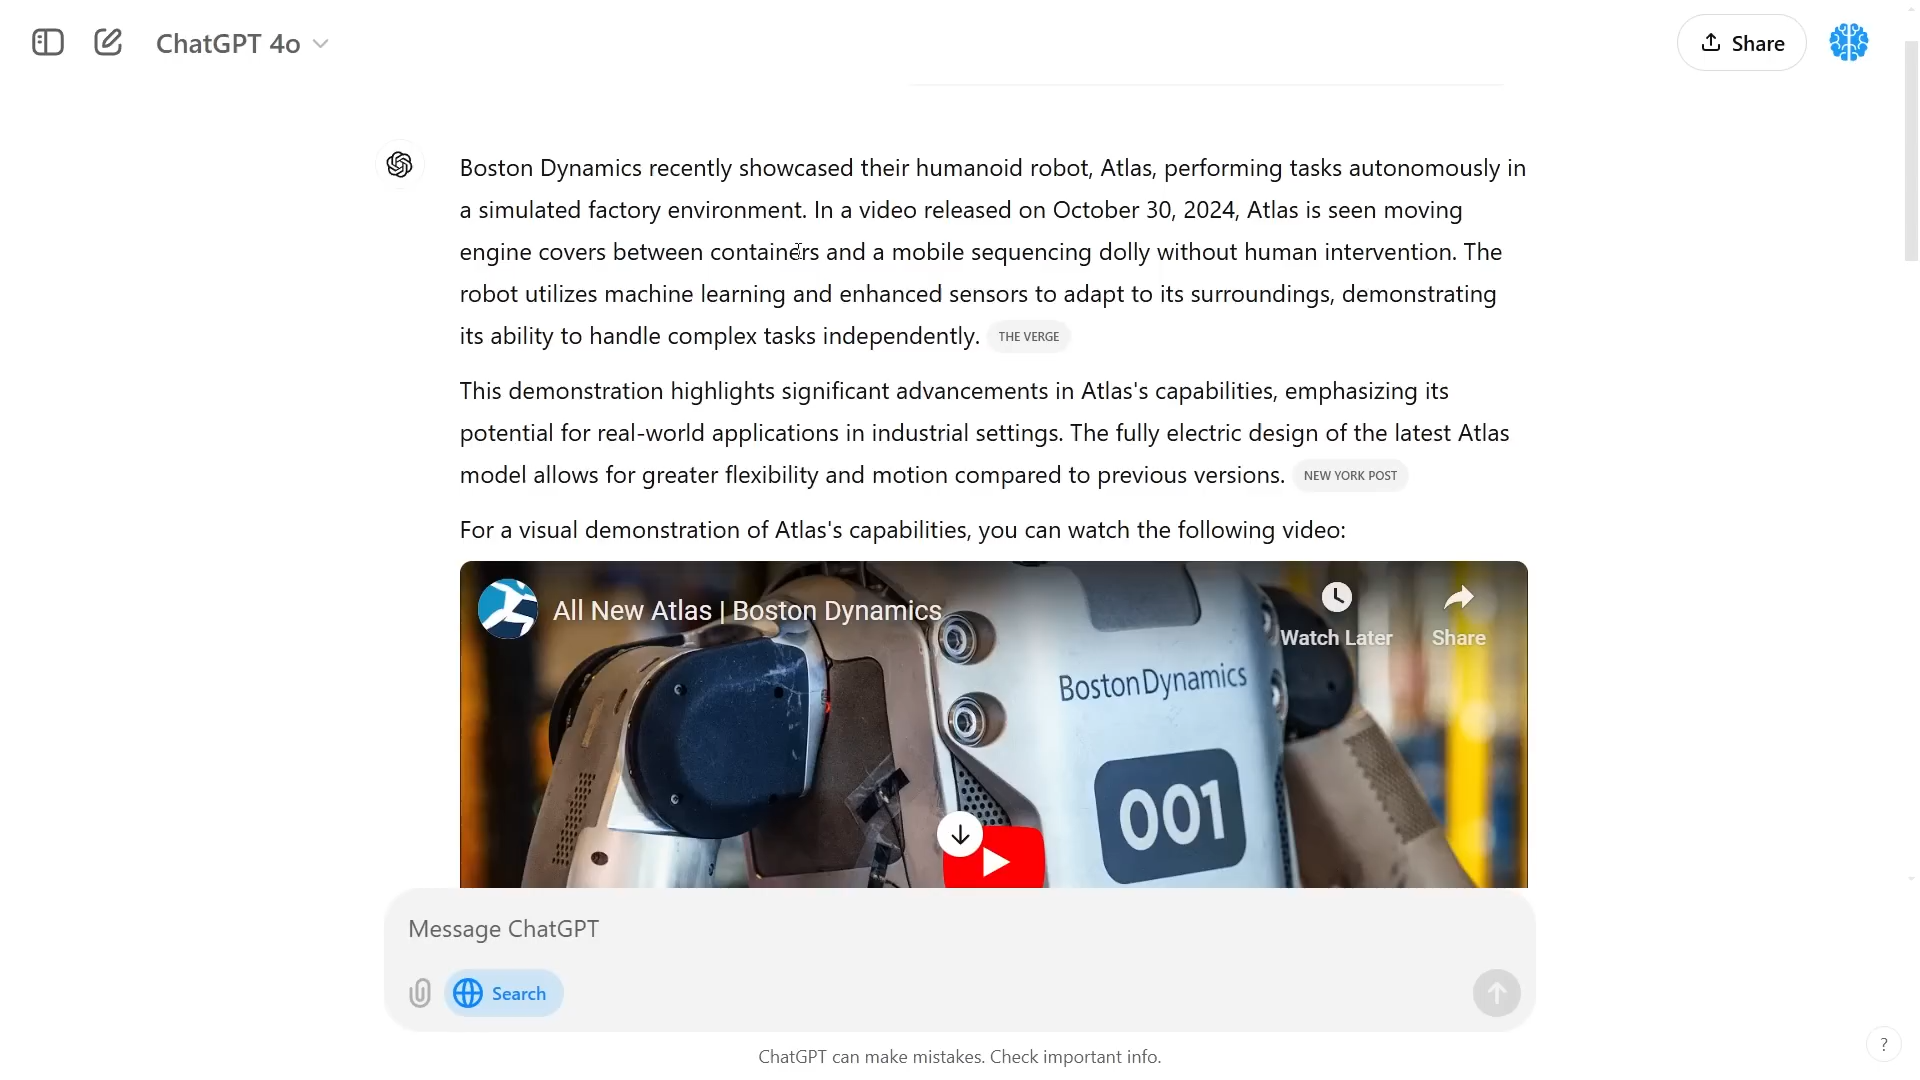 ChatGPT 4o
Share
Boston Dynamics recently showcased their humanoid robot, Atlas, performing tasks autonomously in
a simulated factory environment. In a video released on October 30, 2024, Atlas is seen moving
engine covers between containers and a mobile sequencing dolly without human intervention. The
robot utilizes machine learning and enhanced sensors to adapt to its surroundings, demonstrating
its ability to handle complex tasks independently. THE VERGE
This demonstration highlights significant advancements in Atlas's capabilities, emphasizing its
potential for real-world applications in industrial settings. The fully electric design of the latest Atlas
model allows for greater flexibility and motion compared to previous versions. NEW YORK POST
For a visual demonstration of Atlas's capabilities, you can watch the following video:
All New Atlas | Boston Dynamics
Watch Later
Share
BostonDynamics
001
Message ChatGPT
Search
ChatGPT can make mistakes. Check important info.
?